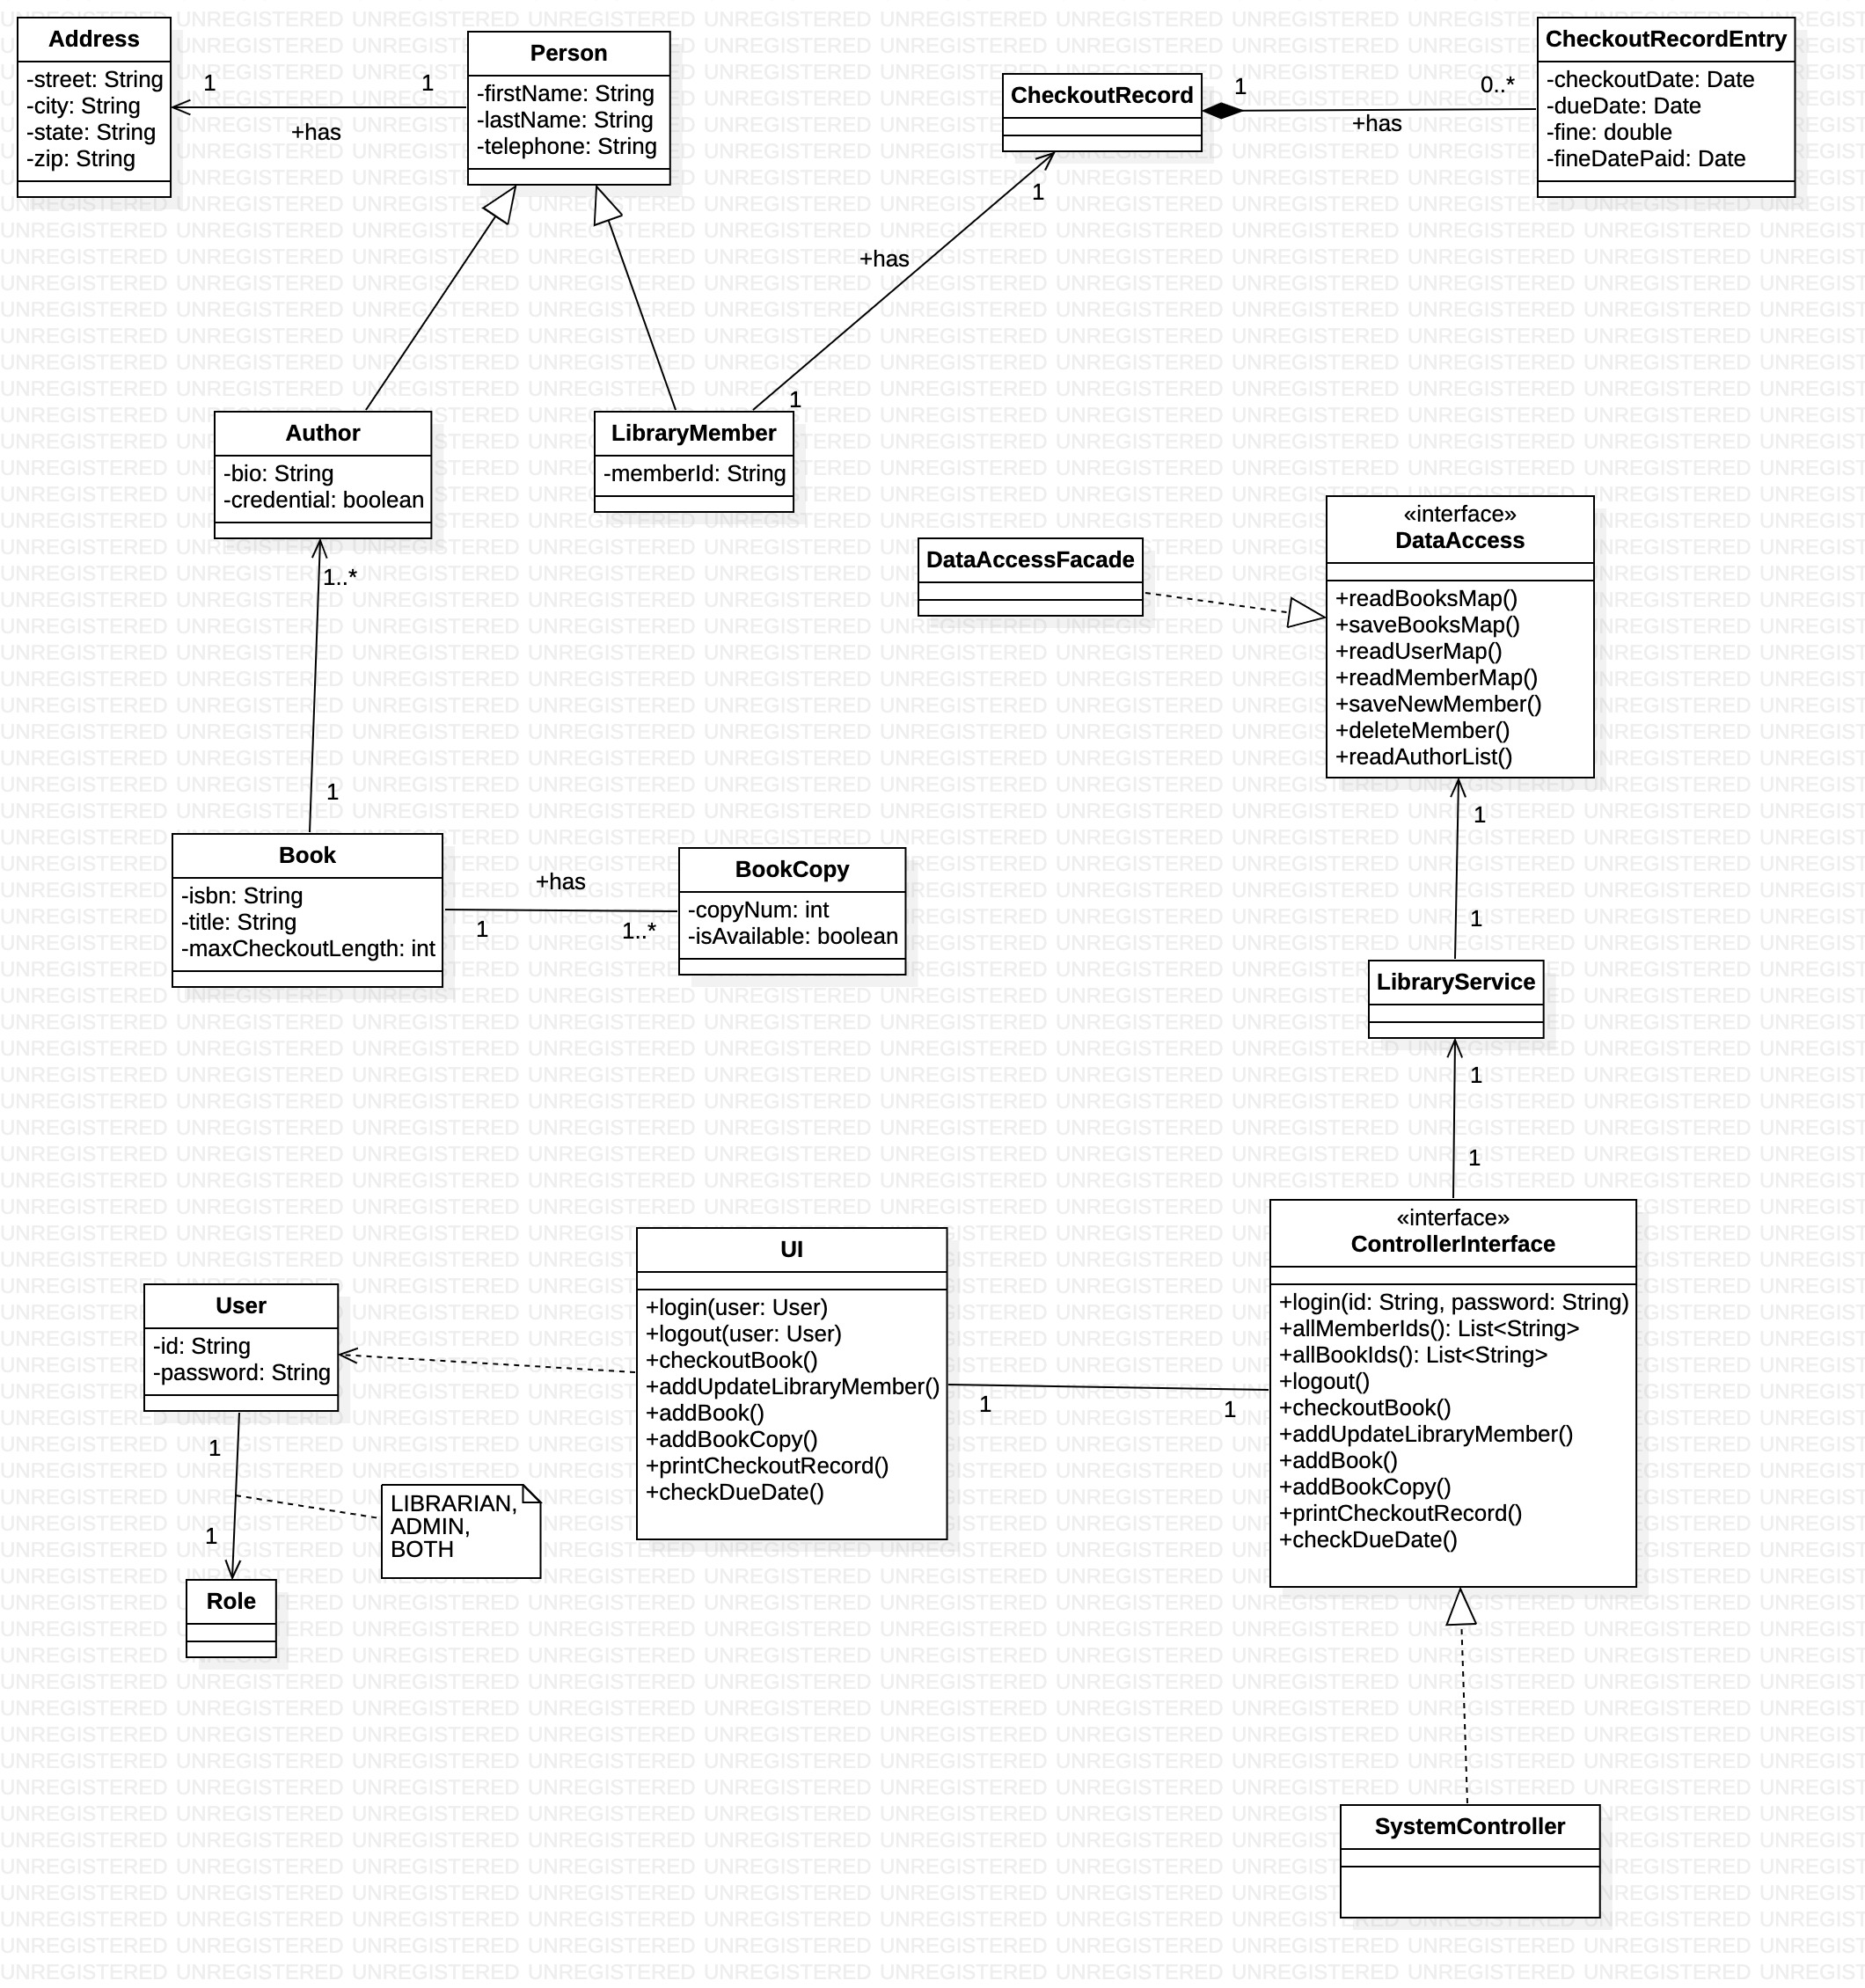 Address
-street: String
-city: String
-state: String
-zip: String
1
1
+has
Person
-firstName: String
-lastName: String
-telephone: String
CheckoutRecord
1
0..*
+has
CheckoutRecordEntry
-checkoutDate: Date
-dueDate: Date
-fine: double
-fineDatePaid: Date
1
+has
1
Author
-bio: String
-credential: boolean
LibraryMember
-memberId: String
1..*
1
DataAccessFacade
«interface»
DataAccess
+readBooksMap()
+saveBooksMap()
+readUserMap()
+readMemberMap()
+saveNewMember()
+deleteMember()
+readAuthorList()
Book
-isbn: String
-title: String
-maxCheckoutLength: int
+has
1
1..*
BookCopy
-copyNum: int
-isAvailable: boolean
1
1
LibraryService
1
1
«interface»
ControllerInterface
+login(id: String, password: String)
+allMemberIds(): List<String>
+allBookIds(): List<String>
+logout()
+checkoutBook()
+addUpdateLibraryMember()
+addBook()
+addBookCopy()
+printCheckoutRecord()
+checkDueDate()
UI
+login(user: User)
+logout(user: User)
+checkoutBook()
+addUpdateLibraryMember()
+addBook()
+addBookCopy()
+printCheckoutRecord()
+checkDueDate()
1
1
User
-id: String
-password: String
1
1
LIBRARIAN,
ADMIN,
BOTH
Role
SystemController
UNREGISTERED